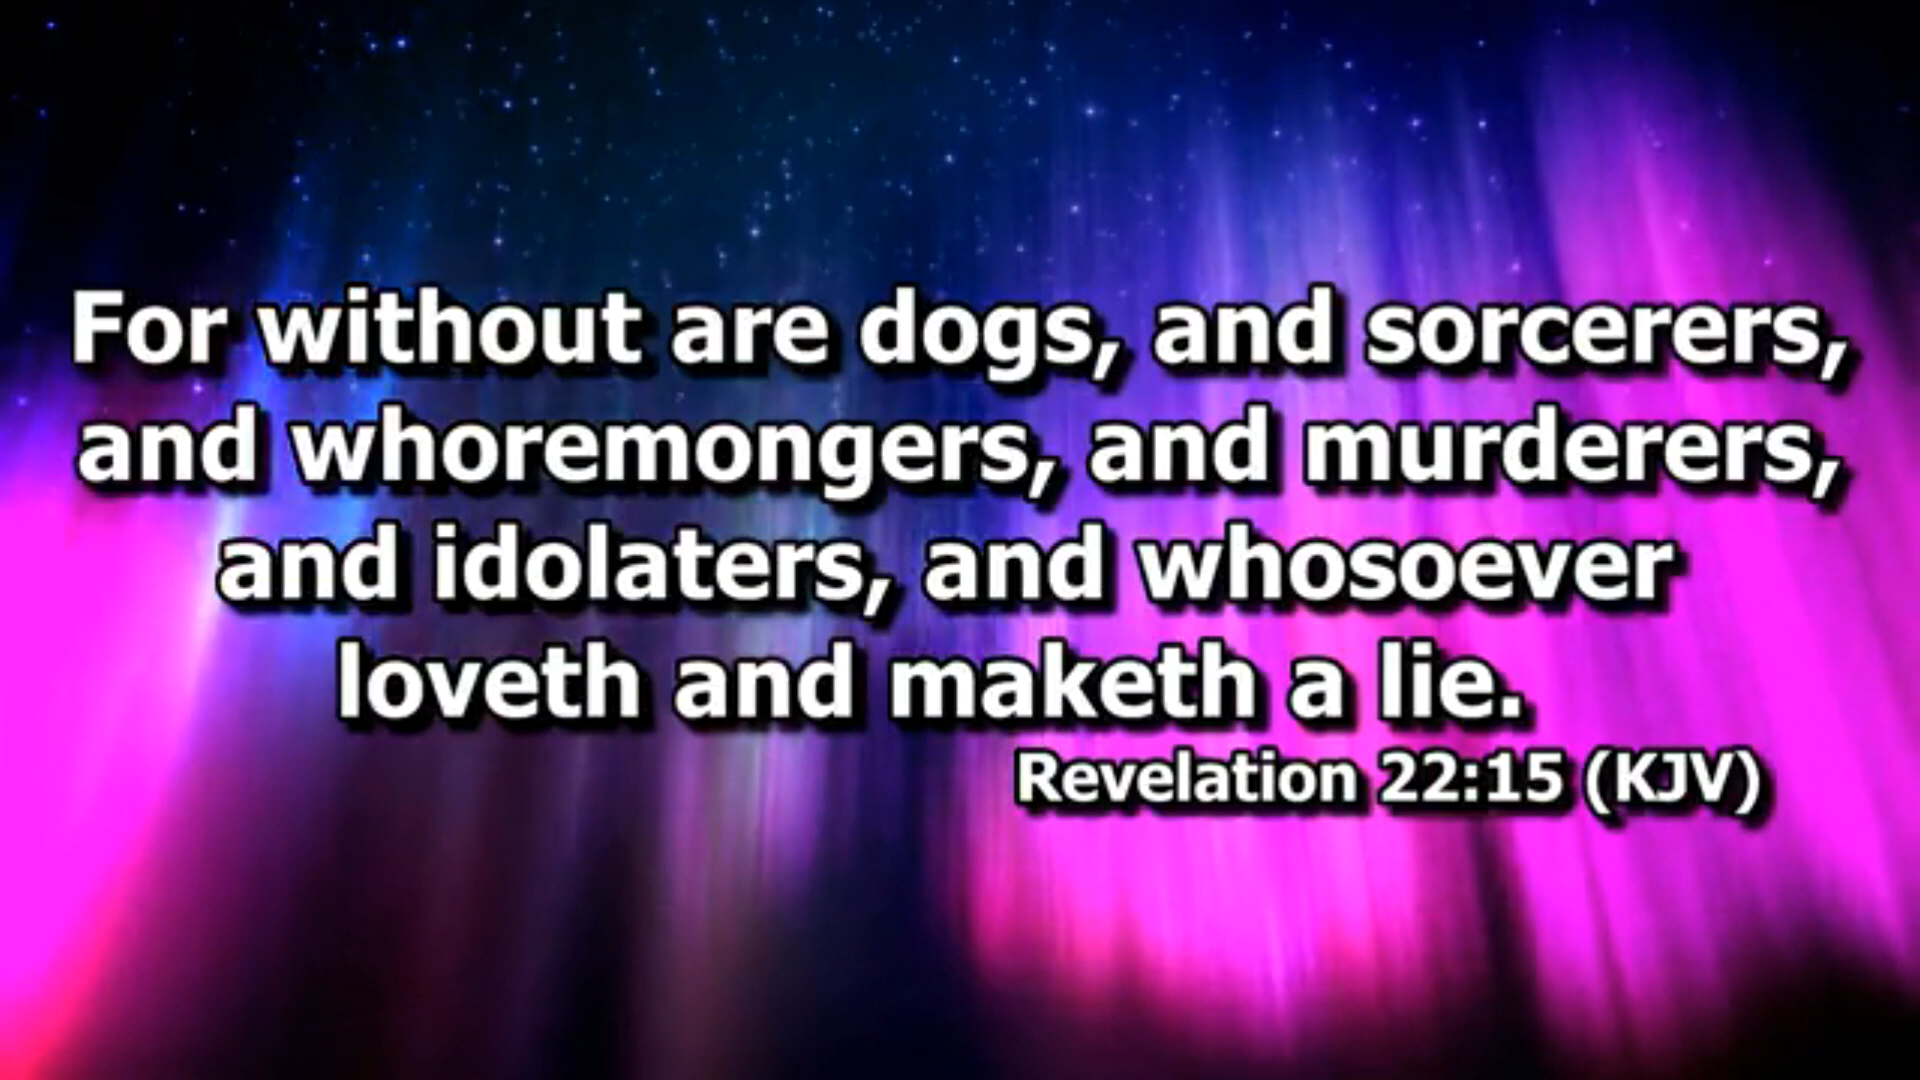 For without are dogs, and sorcerers,
and whoremongers, and murderers,
and idolaters, and whosoever
loveth and maketh a lie.
Revelation 22:15 (KJV)